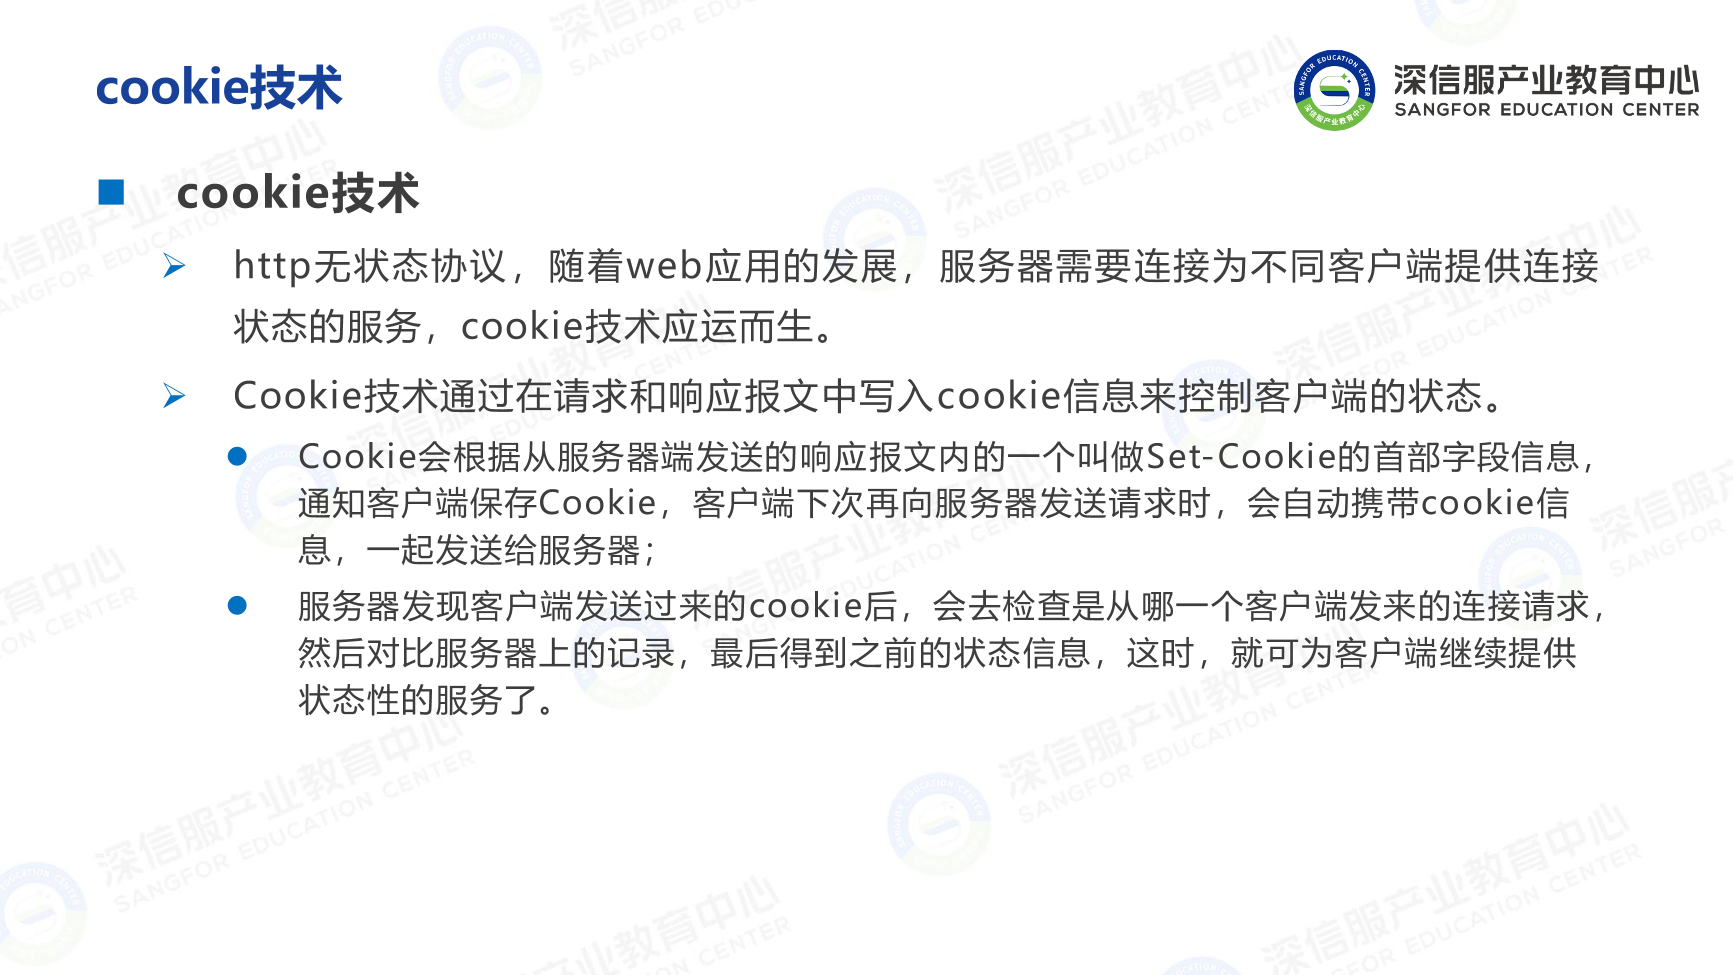 cookie技术
深信服产业教育中心
SANGFOR EDUCATION CENTER
cookie技术
http无状态协议，随着web应用的发展，服务器需要连接为不同客户端提供连接
状态的服务，cookie技术应运而生。
Cookie技术通过在请求和响应报文中写入cookie信息来控制客户端的状态。
Cookie会根据从服务器端发送的响应报文内的一个叫做Set-Cookie的首部字段信息，
通知客户端保存Cookie，客户端下次再向服务器发送请求时，会自动携带cookie信
息，一起发送给服务器；
服务器发现客户端发送过来的cookie后，会去检查是从哪一个客户端发来的连接请求，
然后对比服务器上的记录，最后得到之前的状态信息，这时，就可为客户端继续提供
状态性的服务了。